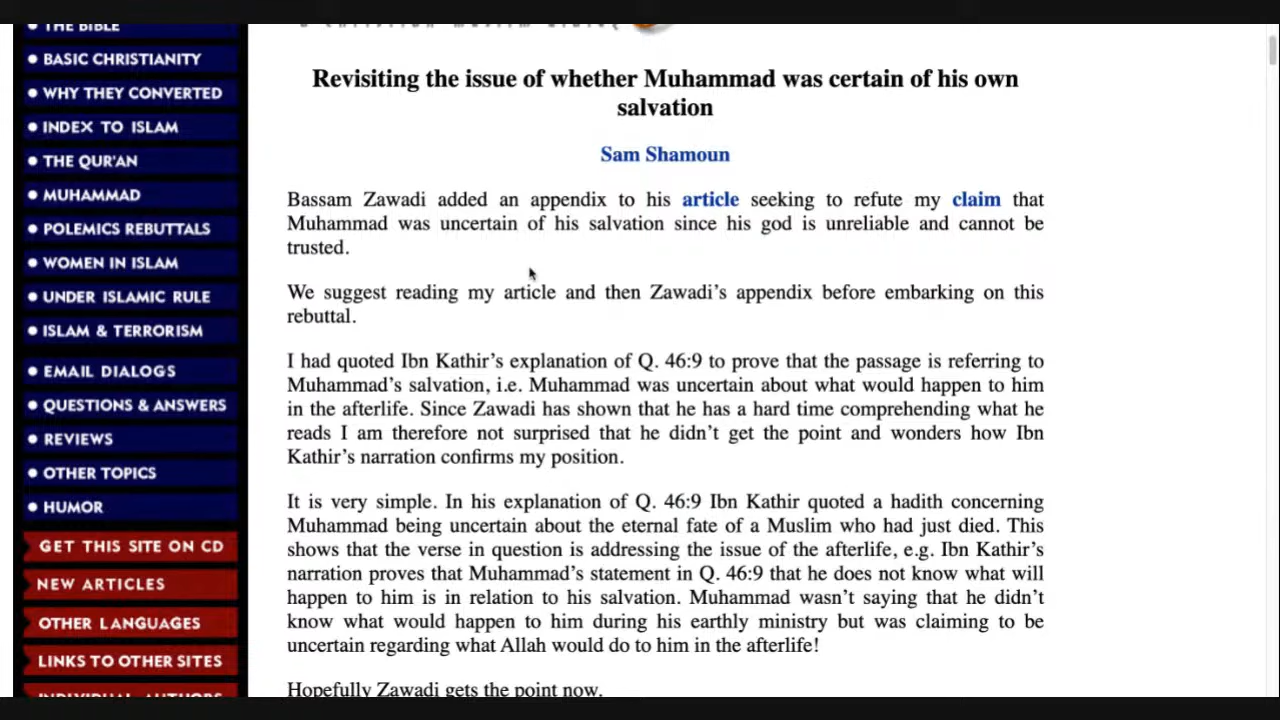 THE BIBLE
BASIC CHRISTIANITY
WHY THEY CONVERTED
INDEX TO ISLAM
THE QUR'AN
MUHAMMAD
POLEMICS REBUTTALS
WOMEN IN ISLAM
UNDER ISLAMIC RULE
ISLAM & TERRORISM
EMAIL DIALOGS
QUESTIONS & ANSWERS
REVIEWS
OTHER TOPICS
HUMOR
GET THIS SITE ON CD
NEW ARTICLES
OTHER LANGUAGES
LINKS TO OTHER SITES
INDIVIDUAL AUTHORS
Revisiting the issue of whether Muhammad was certain of his own
salvation
Sam Shamoun
Bassam Zawadi added an appendix to his article seeking to refute my claim that
Muhammad was uncertain of his salvation since his god is unreliable and cannot be
trusted.
We suggest reading my article and then Zawadi’s appendix before embarking on this
rebuttal.
I had quoted Ibn Kathir’s explanation of Q. 46:9 to prove that the passage is referring to
Muhammad’s salvation, i.e. Muhammad was uncertain about what would happen to him
in the afterlife. Since Zawadi has shown that he has a hard time comprehending what he
reads I am therefore not surprised that he didn’t get the point and wonders how Ibn
Kathir’s narration confirms my position.
It is very simple. In his explanation of Q. 46:9 Ibn Kathir quoted a hadith concerning
Muhammad being uncertain about the eternal fate of a Muslim who had just died. This
shows that the verse in question is addressing the issue of the afterlife, e.g. Ibn Kathir’s
narration proves that Muhammad’s statement in Q. 46:9 that he does not know what will
happen to him is in relation to his salvation. Muhammad wasn’t saying that he didn’t
know what would happen to him during his earthly ministry but was claiming to be
uncertain regarding what Allah would do to him in the afterlife!
Hopefully Zawadi gets the point now.